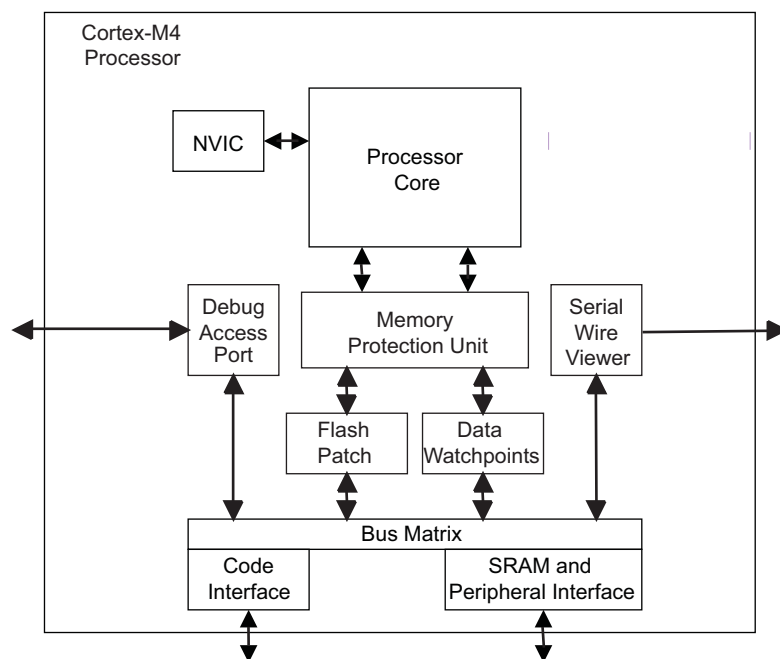 Cortex-M4
Processor
NVIC
Processor
Core
Debug
Access
Port
Memory
Protection Unit
Serial
Wire
Viewer
Flash
Patch
Data
Watchpoints
Bus Matrix
Code
Interface
SRAM and
Peripheral Interface